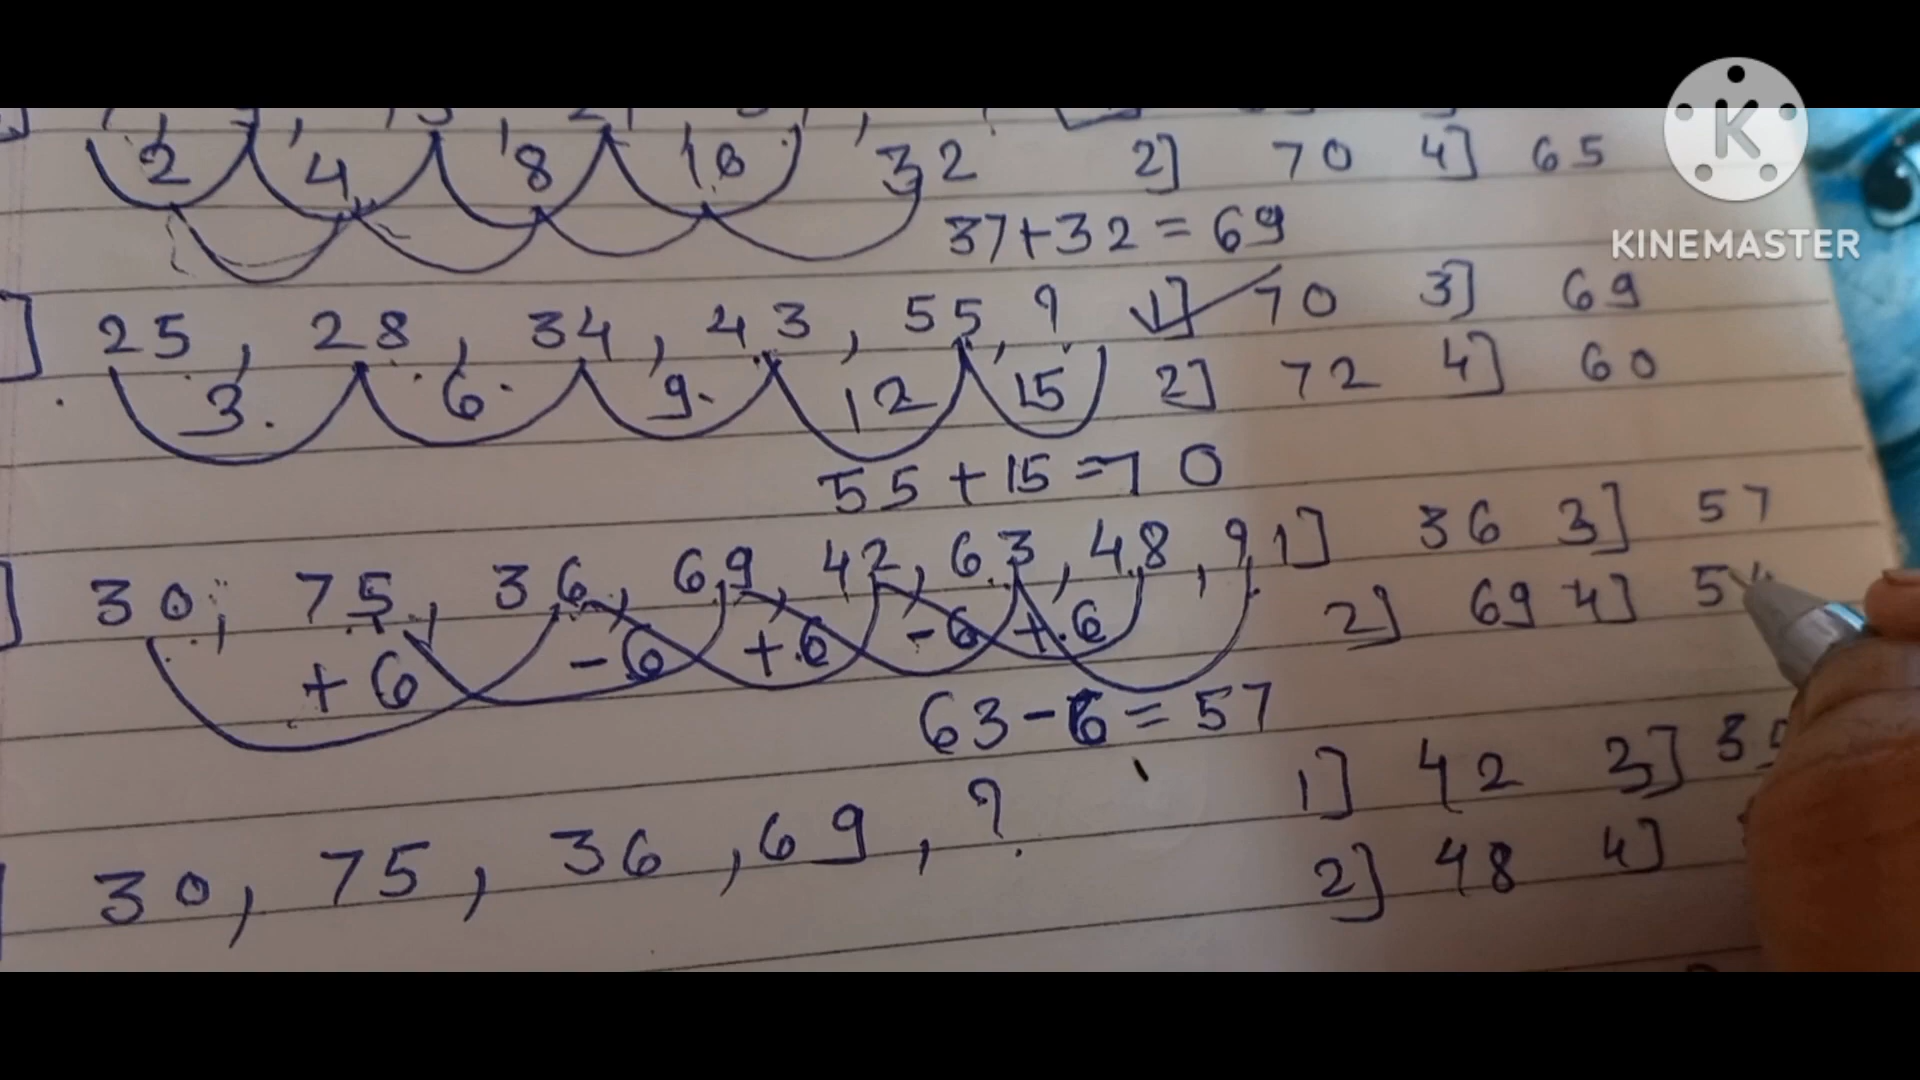 2 4 8 16 32 2] 70 4] 65
37+32=69
25, 28, 34, 43, 55, ? 1] 70 3] 69
3 6 9 12 15 2] 72 4] 60
55+15=70
30, 75, 36, 69, 42, 63, 48, ? 1] 36 3] 57
+6 -6 +6 -6 +6 2] 69 4]
63-6=57
30, 75, 36, 69, ? 1] 42 3]
2] 48 4]
K
KINEMASTER